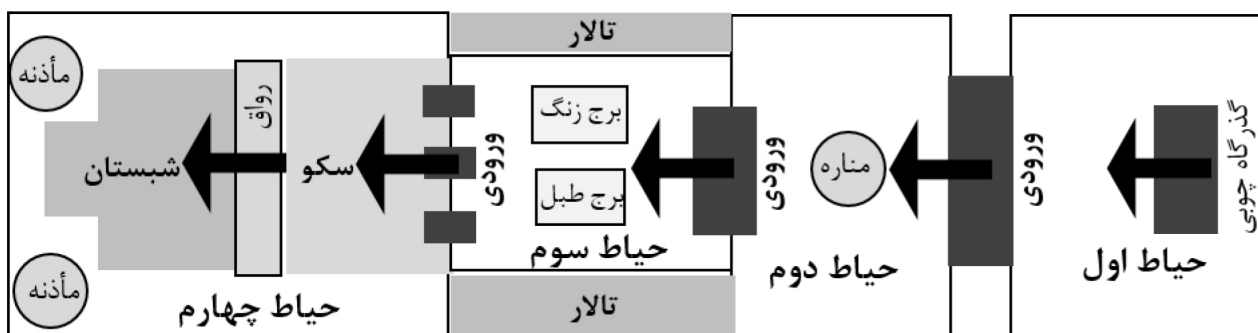 گذرگاه چوبی
حیاط اول
ورودی
مناره
حیاط دوم
ورودی
تالار
برج زنگ
برج طبل
حیاط سوم
تالار
ورودی
سکو
رواق
شبستان
مأذنه
مأذنه
حیاط چهارم